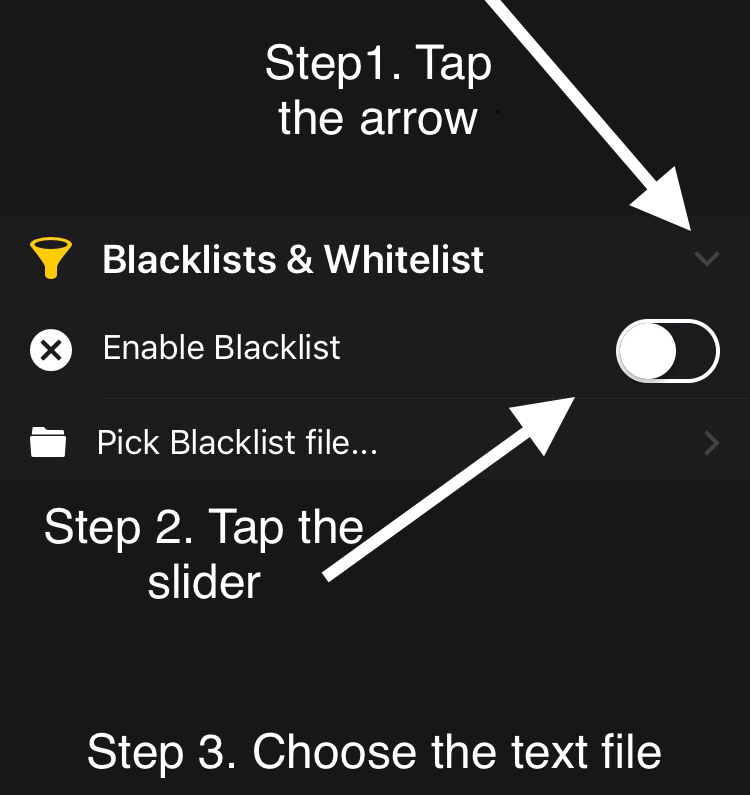 Step1. Tap
the arrow
Blacklists & Whitelist
Enable Blacklist
Pick Blacklist file...
Step 2. Tap the
slider
Step 3. Choose the text file